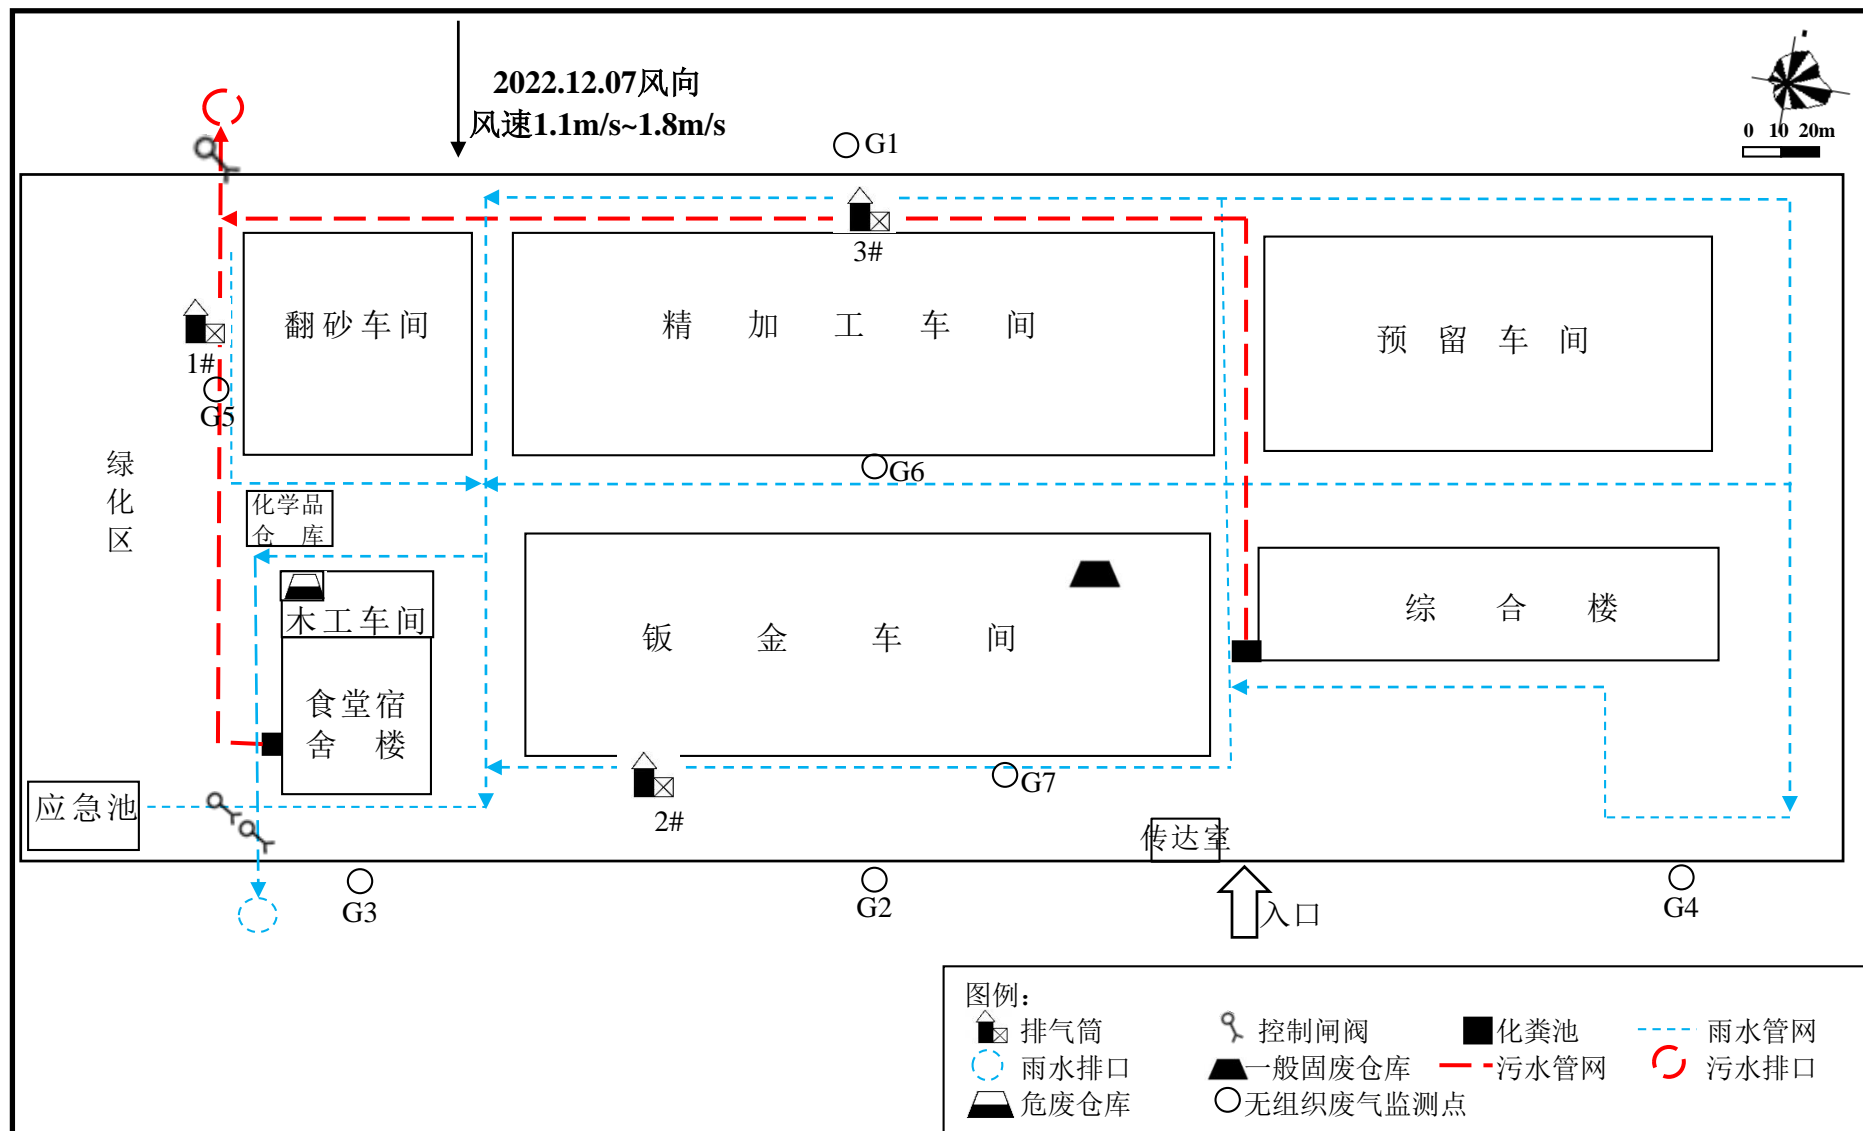 2022.12.07风向
风速1.1m/s~1.8m/s
G1
0 10 20m
3#
翻砂车间
精加工车间
预留车间
1#
G5
绿化区
G6
化学品
仓库
木工车间
钣金车间
综合楼
食堂宿
舍楼
应急池
G7
2#
传达室
G3
G2
入口
G4
图例：
排气筒
控制闸阀
化粪池
雨水管网
雨水排口
一般固废仓库
污水管网
污水排口
危废仓库
无组织废气监测点